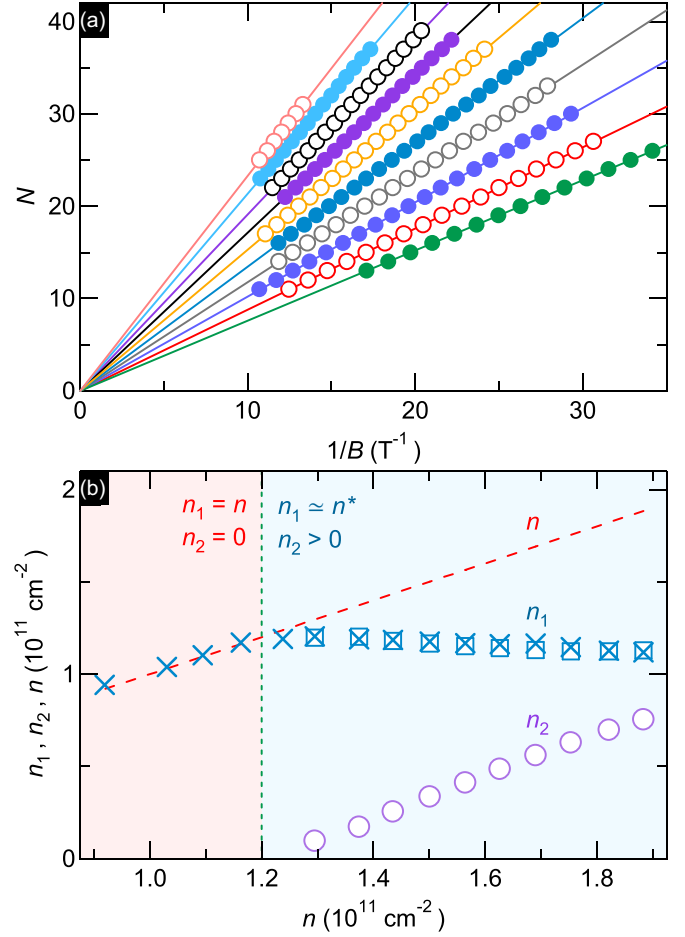 (a)
40
30
20
10
0
N
0
10
20
30
1/B (T⁻¹)
(b)
2
1
0
n₁ = n
n₂ = 0
n₁ ≃ n*
n₂ > 0
n
n₁
n₂
n₁, n₂, n (10¹¹ cm⁻²)
1.0
1.2
1.4
1.6
1.8
n (10¹¹ cm⁻²)